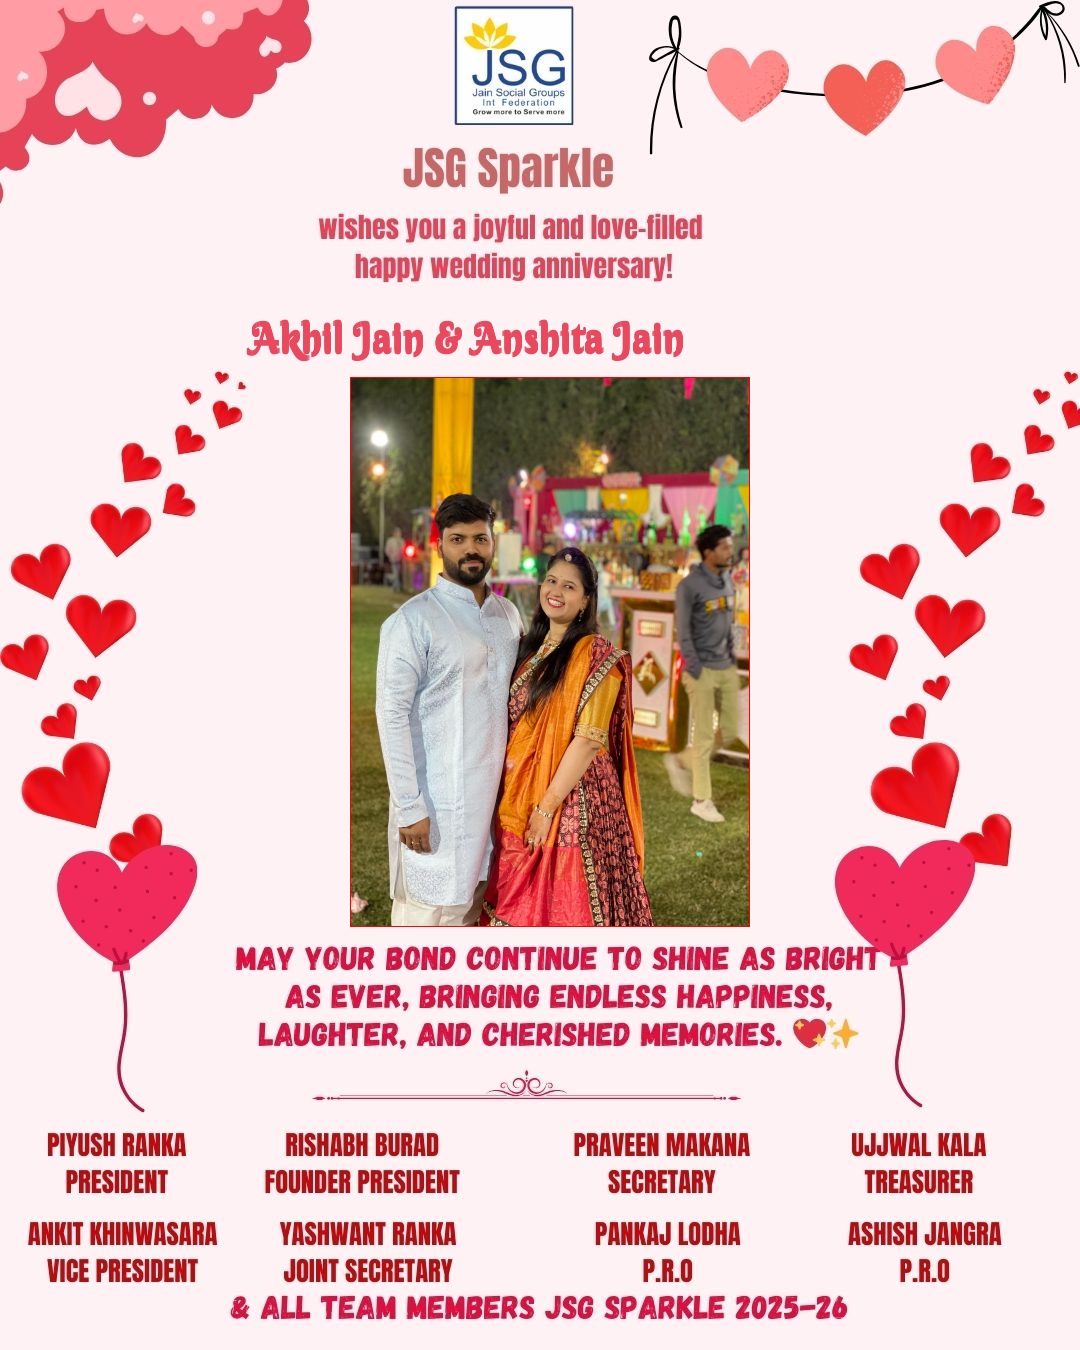 JSG
Jain Social Groups
Int Federation
Grow more to Serve more
JSG Sparkle
wishes you a joyful and love-filled
happy wedding anniversary!
Akhil Jain & Anshita Jain
MAY YOUR BOND CONTINUE TO SHINE AS BRIGHT
AS EVER, BRINGING ENDLESS HAPPINESS,
LAUGHTER, AND CHERISHED MEMORIES. 💖✨
PIYUSH RANKA
PRESIDENT
RISHABH BURAD
FOUNDER PRESIDENT
PRAVEEN MAKANA
SECRETARY
UJJWAL KALA
TREASURER
ANKIT KHINWASARA
VICE PRESIDENT
YASHWANT RANKA
JOINT SECRETARY
PANKAJ LODHA
P.R.O
ASHISH JANGRA
P.R.O
& ALL TEAM MEMBERS JSG SPARKLE 2025-26